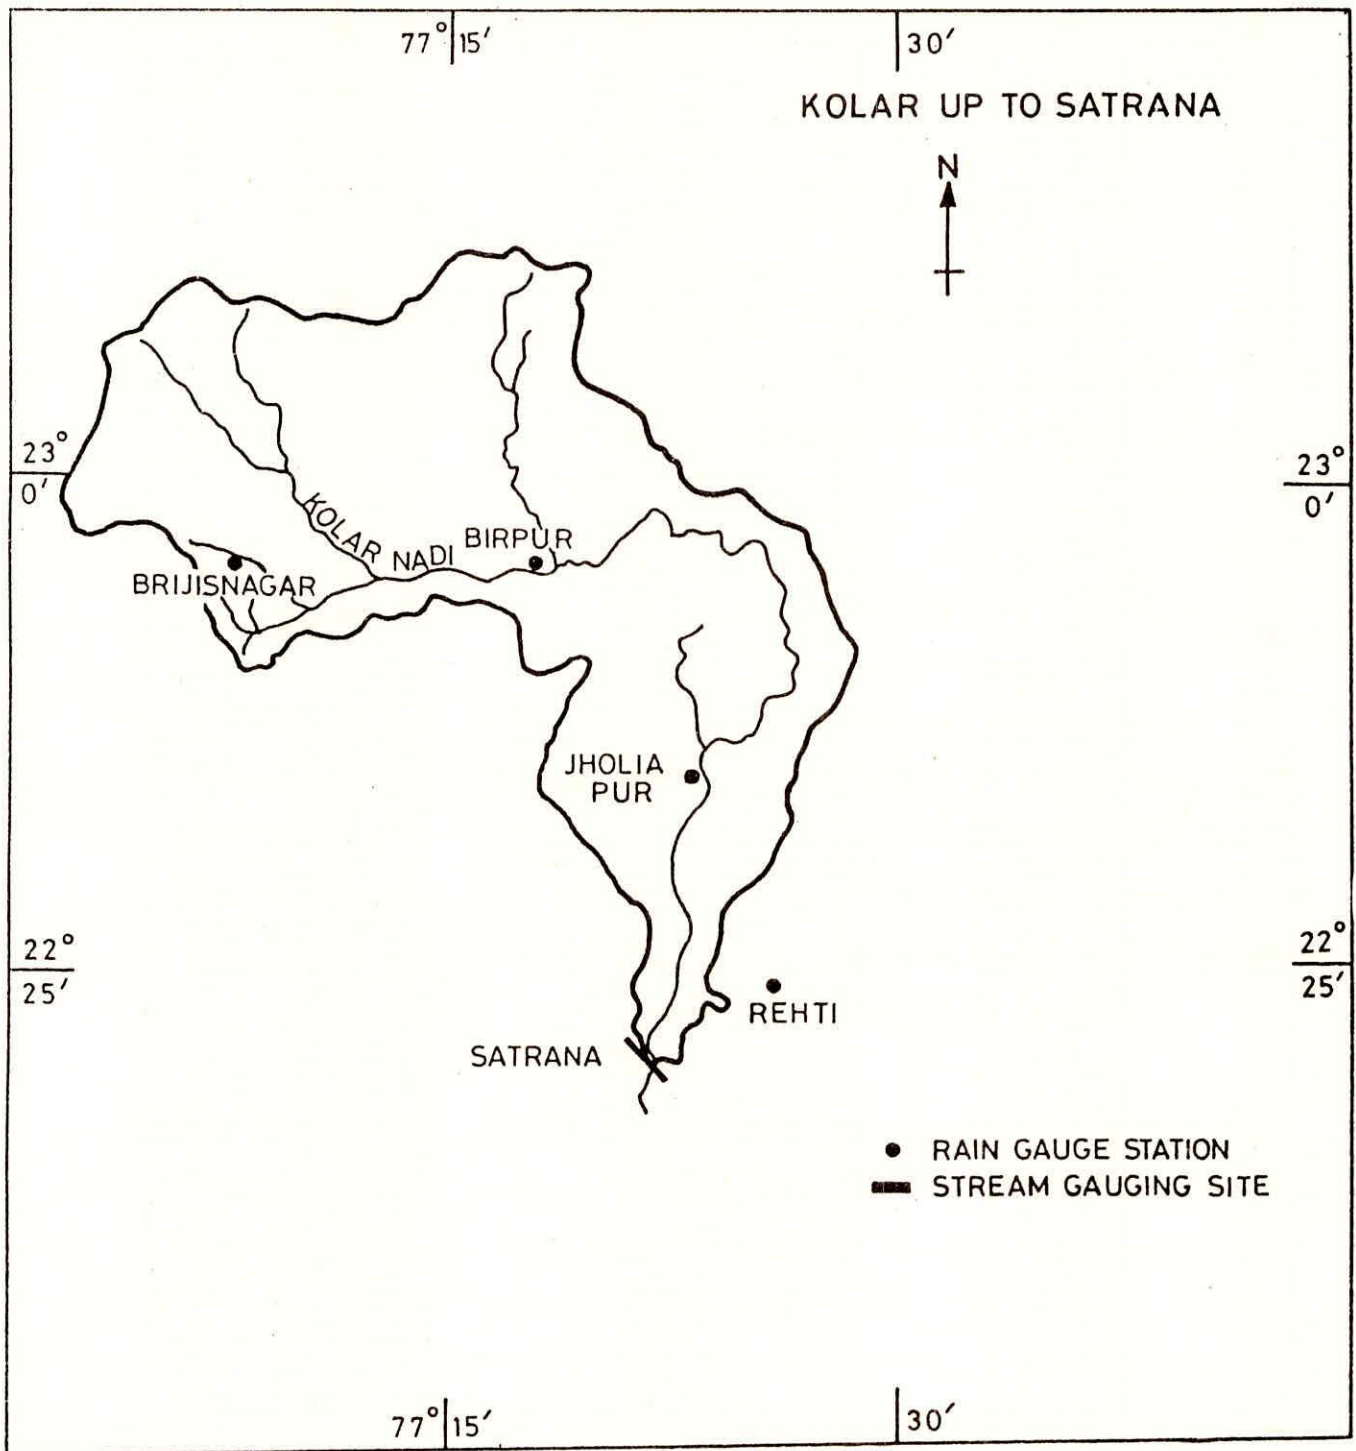 77° 15′ 30′
KOLAR UP TO SATRANA
N
23° 23°
0′ 0′
KOLAR NADI
BIRPUR
BRIJISNAGAR
JHOLIA
PUR
22° 22°
25′ 25′
REHTI
SATRANA
RAIN GAUGE STATION
STREAM GAUGING SITE
77° 15′ 30′